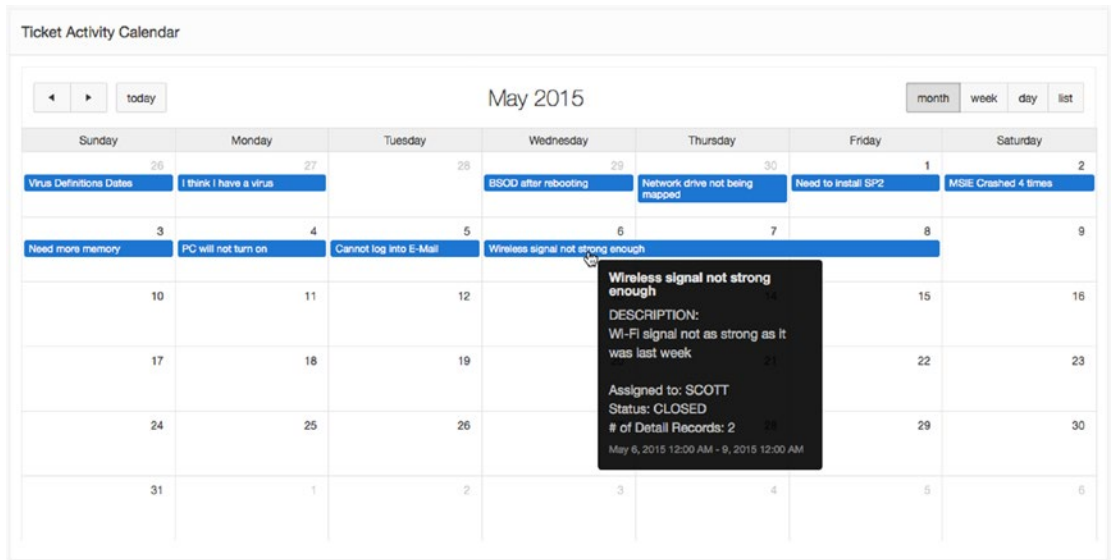 Ticket Activity Calendar
today
May 2015
month week day list
Sunday Monday Tuesday Wednesday Thursday Friday Saturday
26 27 28 29 30 1 2
Virus Definitions Dates I think I have a virus BSOD after rebooting Network drive not being Need to install SP2 MSIE Crashed 4 times
mapped
3 4 5 6 7 8 9
Need more memory PC will not turn on Cannot log into E-Mail Wireless signal not strong enough
Wireless signal not strong
enough
DESCRIPTION:
Wi-Fi signal not as strong as it
was last week
Assigned to: SCOTT
Status: CLOSED
# of Detail Records: 2
May 6, 2015 12:00 AM - 9, 2015 12:00 AM
10 11 12 14 15 16
17 18 19 21 22 23
24 25 26 28 29 30
31 1 2 3 4 5 6